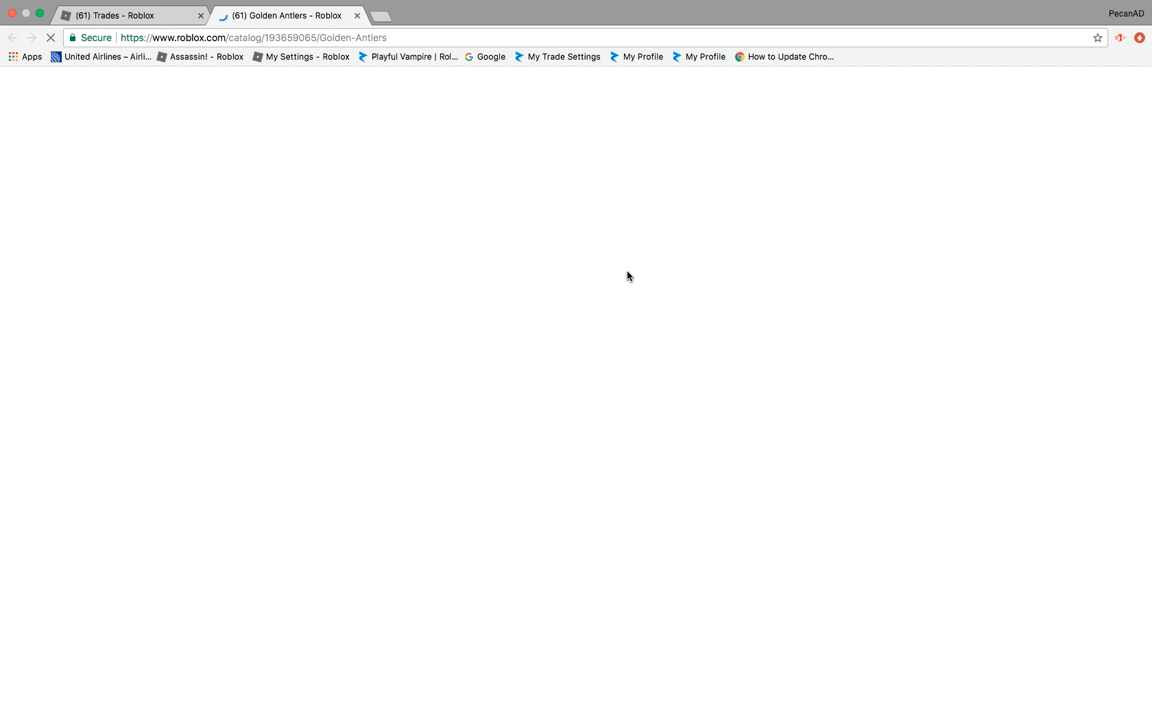 (61) Trades - Roblox (61) Golden Antlers - Roblox PecanAD
Secure https://www.roblox.com/catalog/193659065/Golden-Antlers
Apps United Airlines – Airli... Assassin! - Roblox My Settings - Roblox Playful Vampire | Rol... Google My Trade Settings My Profile My Profile How to Update Chro...